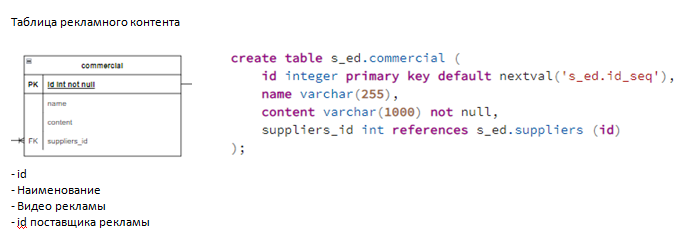 Таблица рекламного контента
commercial
PK id int not null
name
content
FK suppliers_id
create table s_ed.commercial (
id integer primary key default nextval('s_ed.id_seq'),
name varchar(255),
content varchar(1000) not null,
suppliers_id int references s_ed.suppliers (id)
);
- id
- Наименование
- Видео рекламы
- id поставщика рекламы